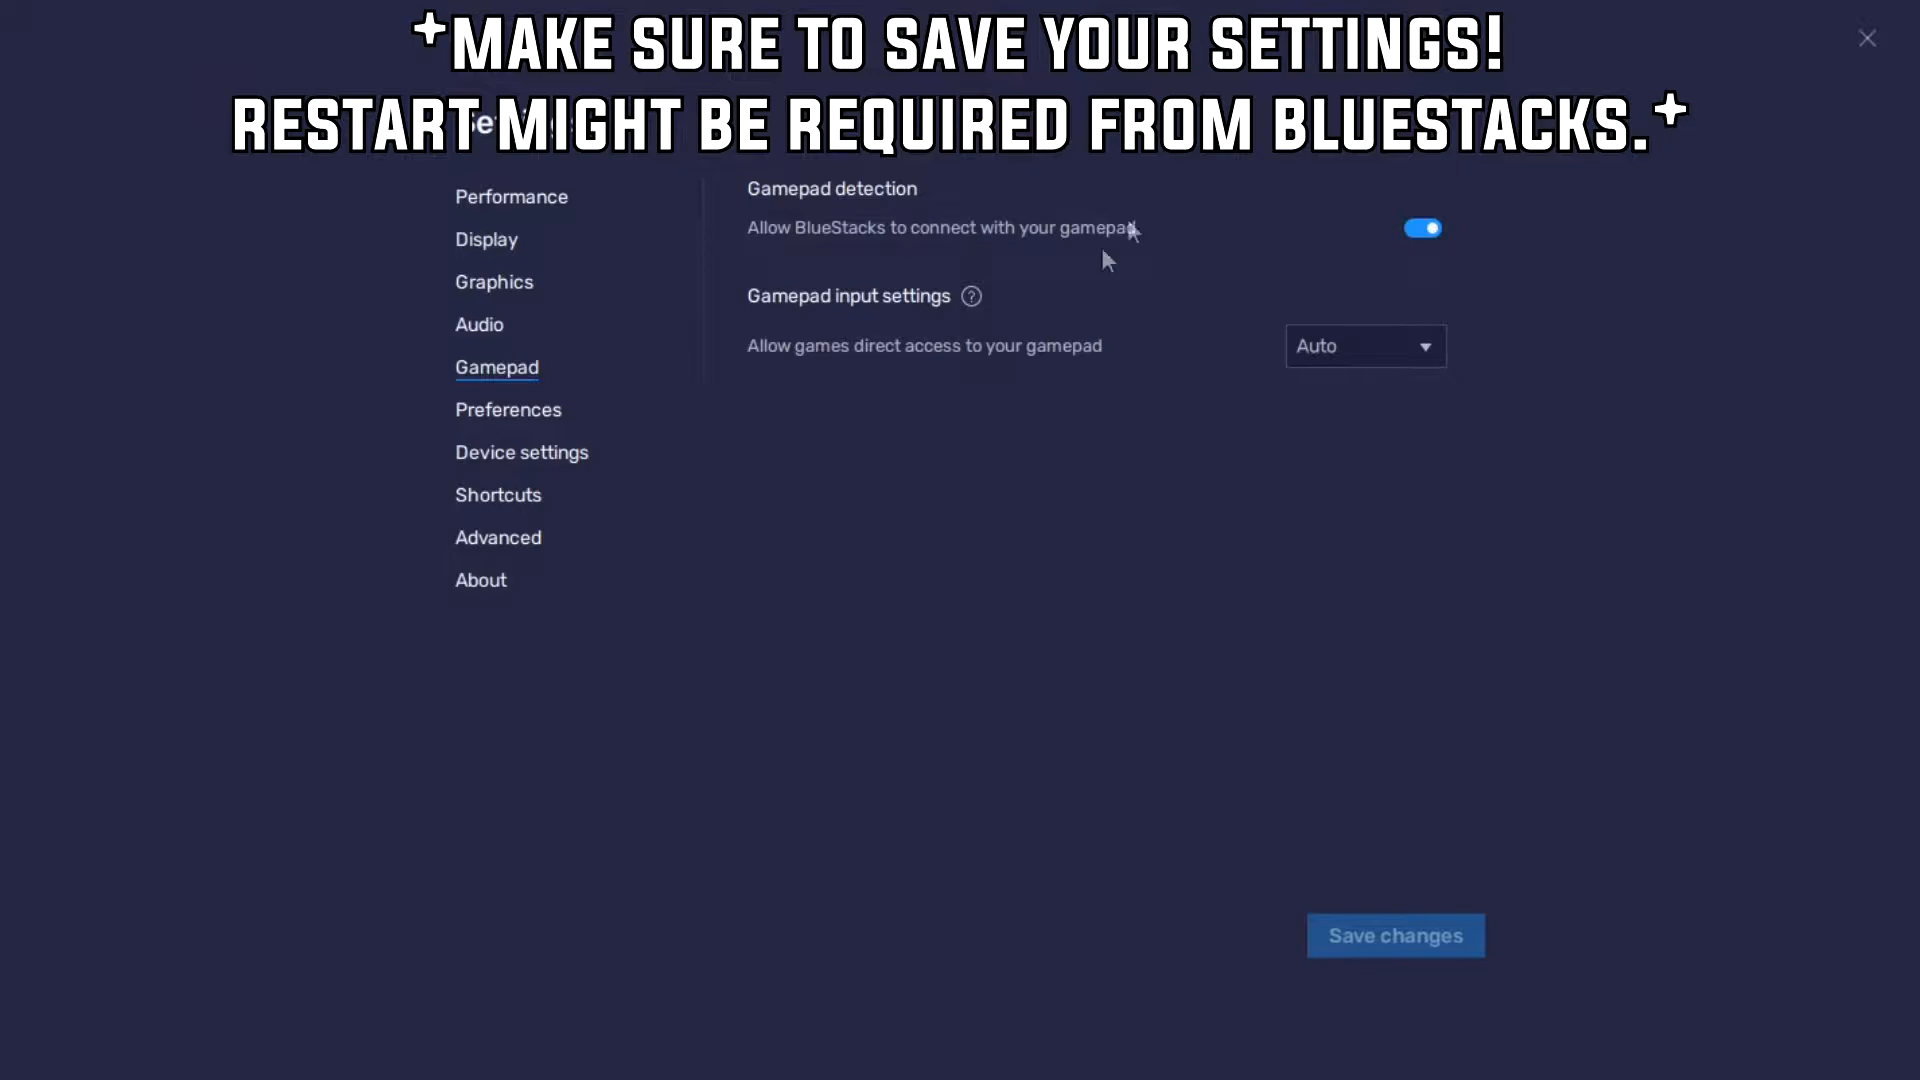 *MAKE SURE TO SAVE YOUR SETTINGS!
RESTART MIGHT BE REQUIRED FROM BLUESTACKS.*
Performance
Display
Graphics
Audio
Gamepad
Preferences
Device settings
Shortcuts
Advanced
About
Gamepad detection
Allow BlueStacks to connect with your gamepad
Gamepad input settings ?
Allow games direct access to your gamepad
Auto
Save changes